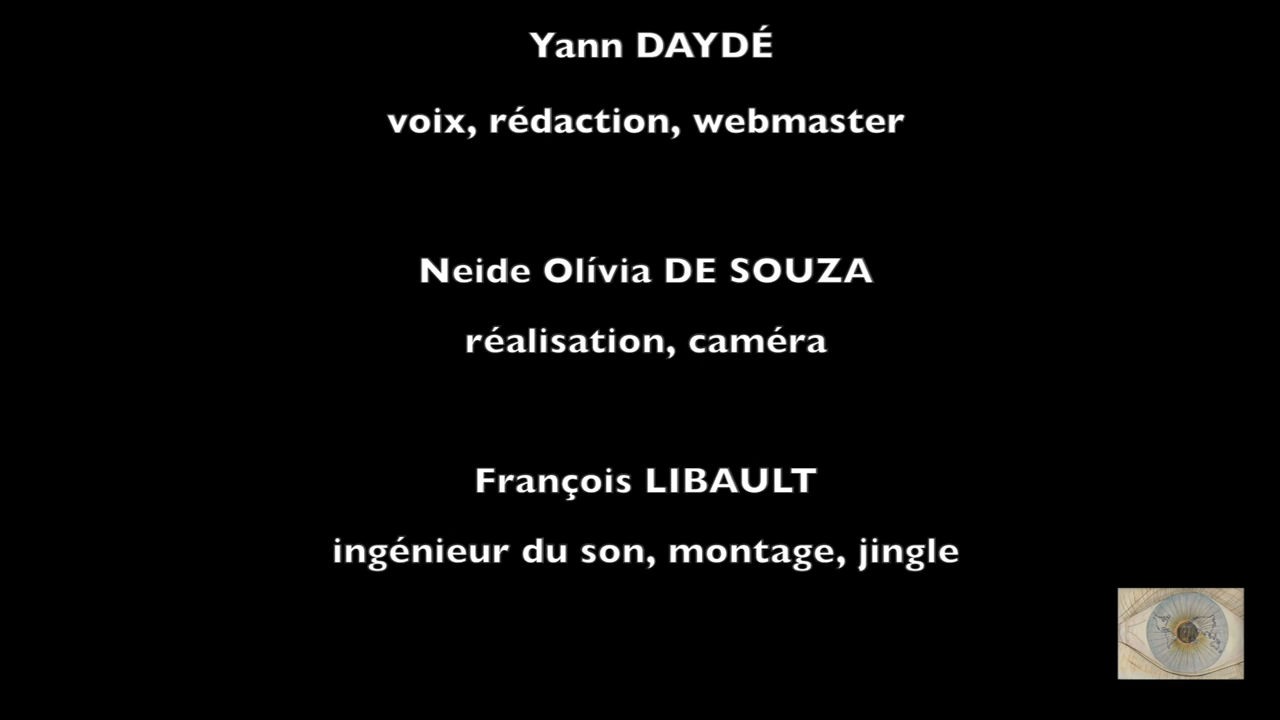 Yann DAYDÉ
voix, rédaction, webmaster
Neide Olívia DE SOUZA
réalisation, caméra
François LIBAULT
ingénieur du son, montage, jingle